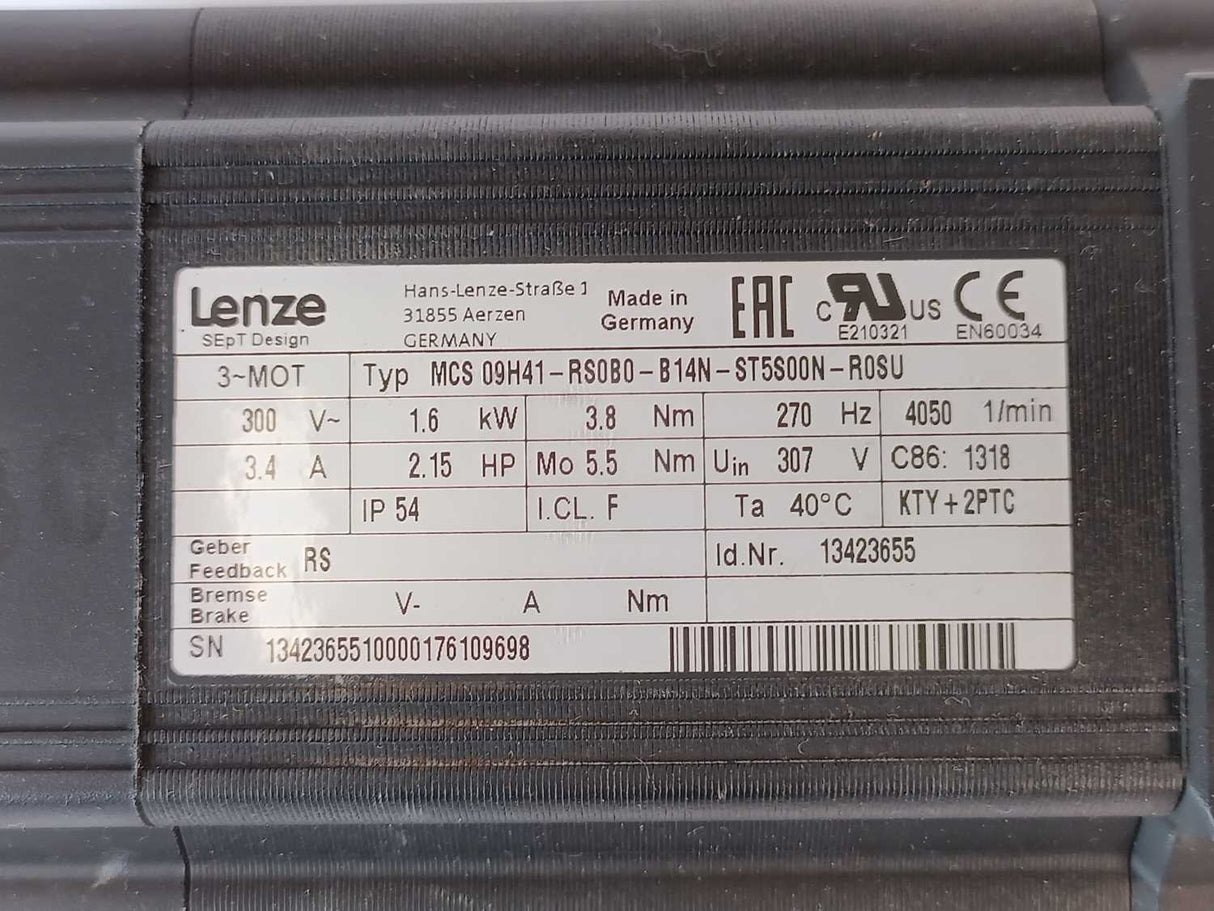 Lenze
SEpT Design
Hans-Lenze-Straße 1
31855 Aerzen
GERMANY
Made in
Germany
EAC
c RU US
E210321
CE
EN60034
3~MOT Typ MCS 09H41-RS0B0-B14N-ST5S00N-R0SU
300 V~ 1.6 kW 3.8 Nm 270 Hz 4050 1/min
3.4 A 2.15 HP Mo 5.5 Nm Uin 307 V C86: 1318
IP 54 I.CL. F Ta 40°C KTY+2PTC
Geber
Feedback RS Id.Nr. 13423655
Bremse
Brake V- A Nm
SN 1342365510000176109698